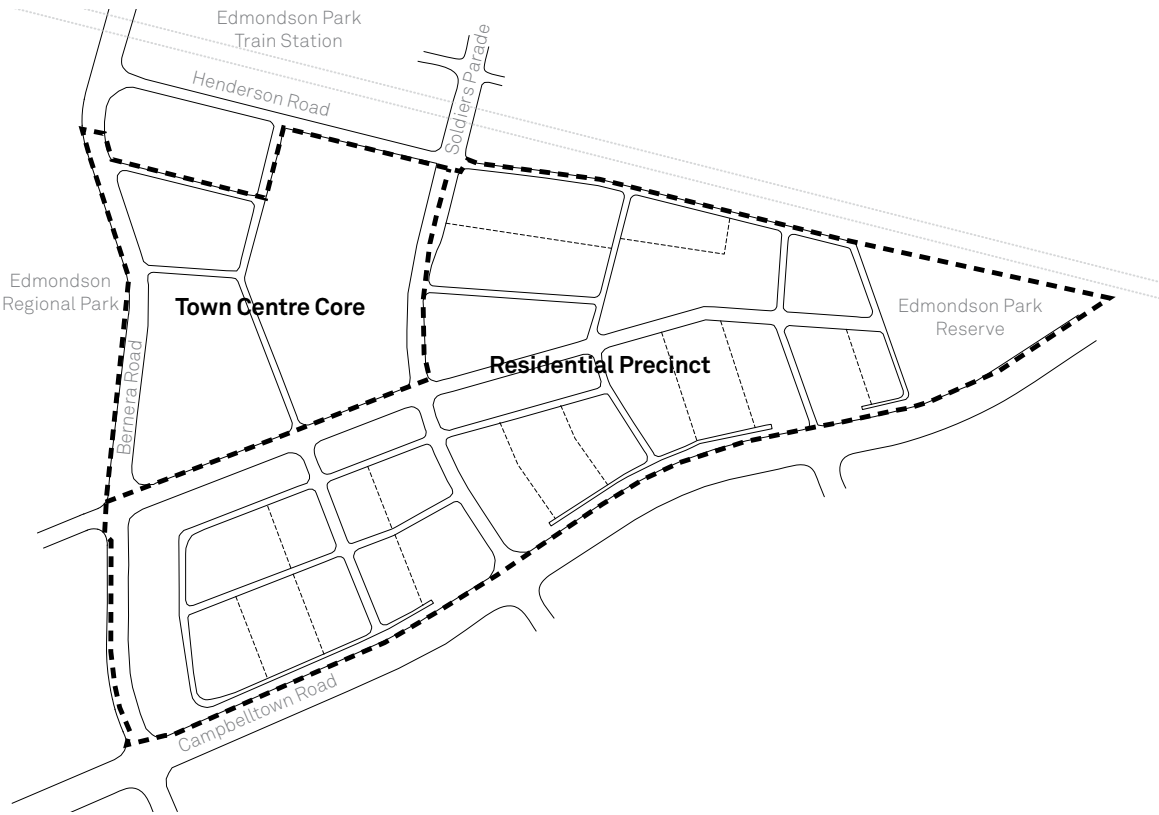 Edmondson Park
Train Station
Soldiers Parade
Henderson Road
Edmondson
Regional Park
Town Centre Core
Edmondson Park
Reserve
Residential Precinct
Bernera Road
Campbelltown Road